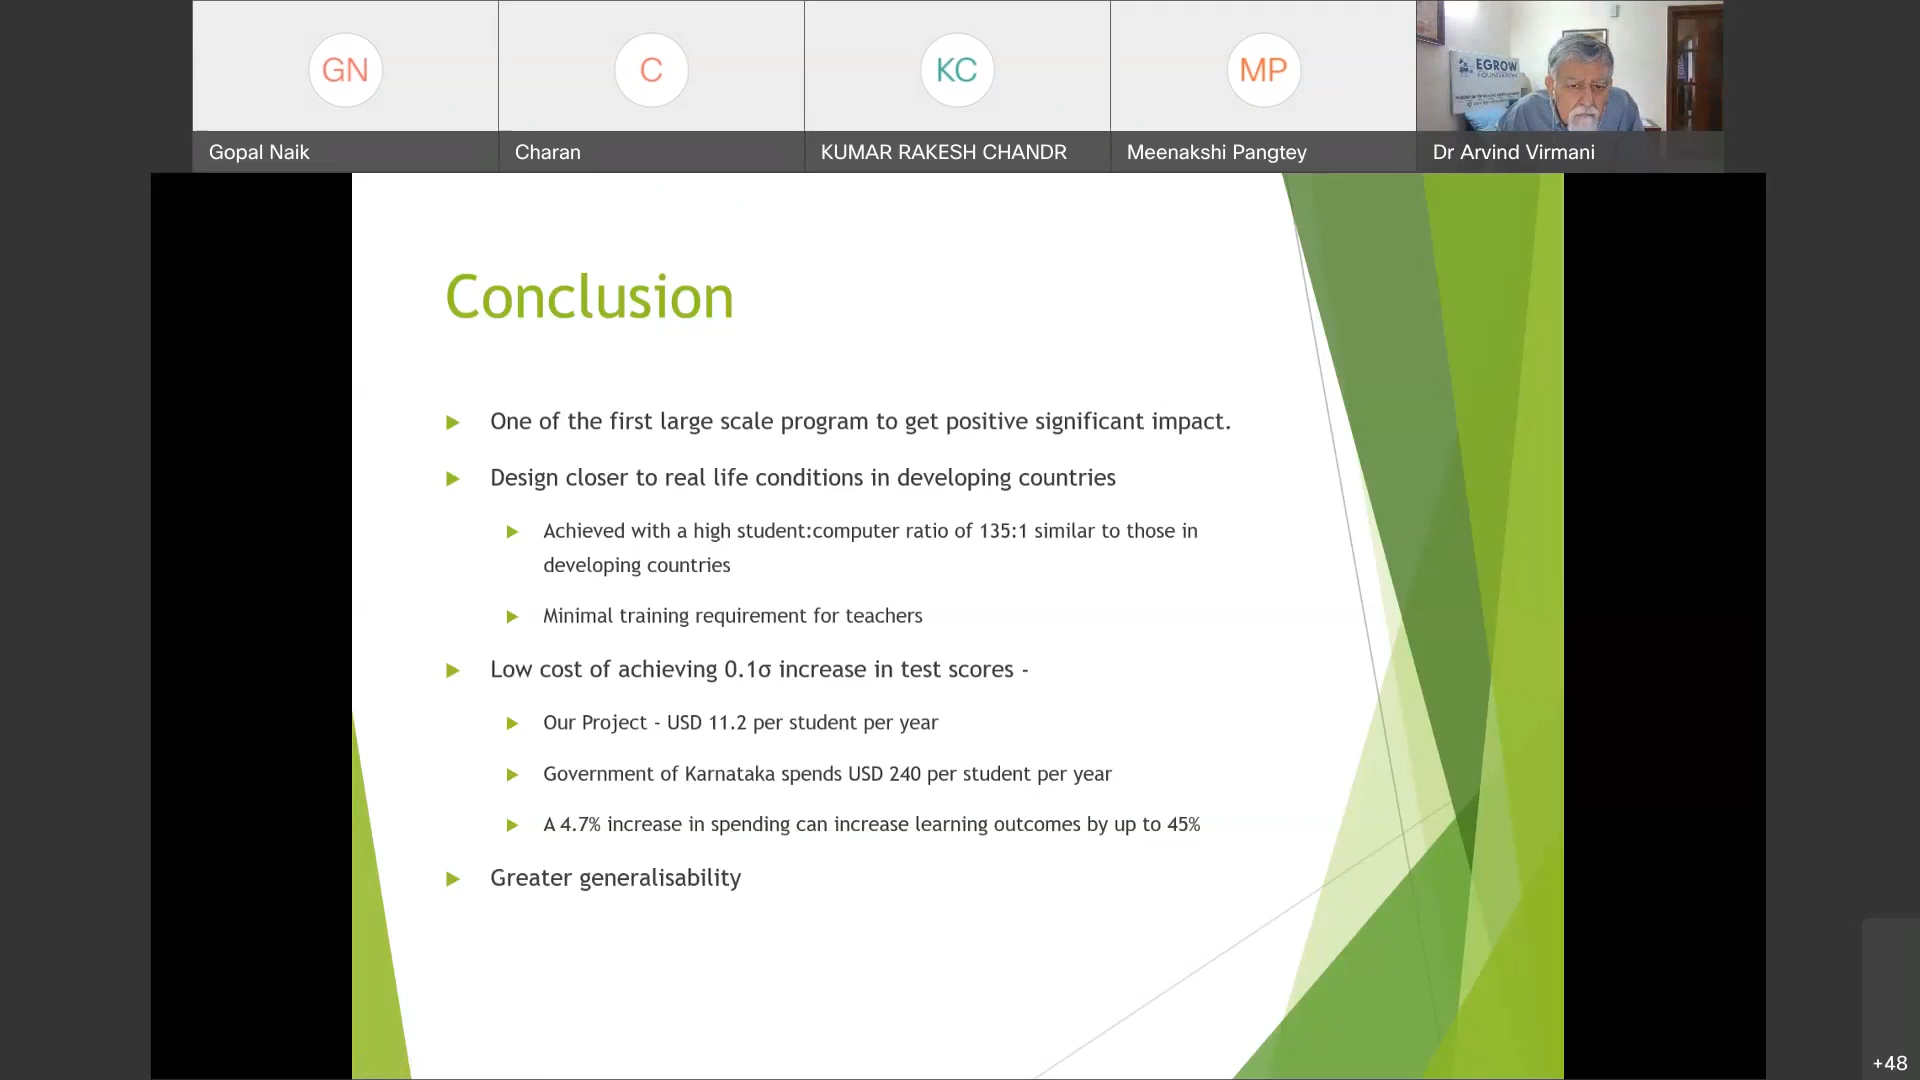 GN
C
KC
MP
EGROW
FOUNDATION
Gopal Naik
Charan
KUMAR RAKESH CHANDR
Meenakshi Pangtey
Dr Arvind Virmani
Conclusion
One of the first large scale program to get positive significant impact.
Design closer to real life conditions in developing countries
Achieved with a high student:computer ratio of 135:1 similar to those in
developing countries
Minimal training requirement for teachers
Low cost of achieving 0.1σ increase in test scores -
Our Project - USD 11.2 per student per year
Government of Karnataka spends USD 240 per student per year
A 4.7% increase in spending can increase learning outcomes by up to 45%
Greater generalisability
+48